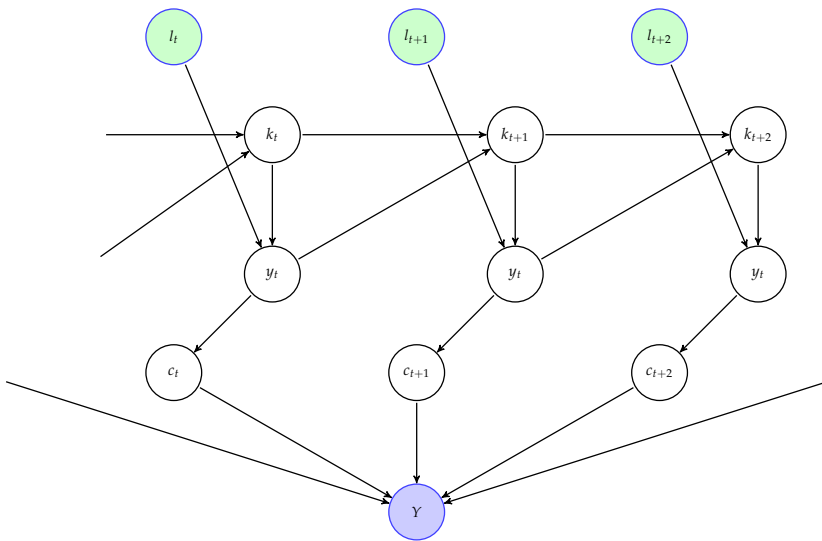 l_t l_{t+1} l_{t+2}
k_t k_{t+1} k_{t+2}
y_t y_t y_t
c_t c_{t+1} c_{t+2}
Y